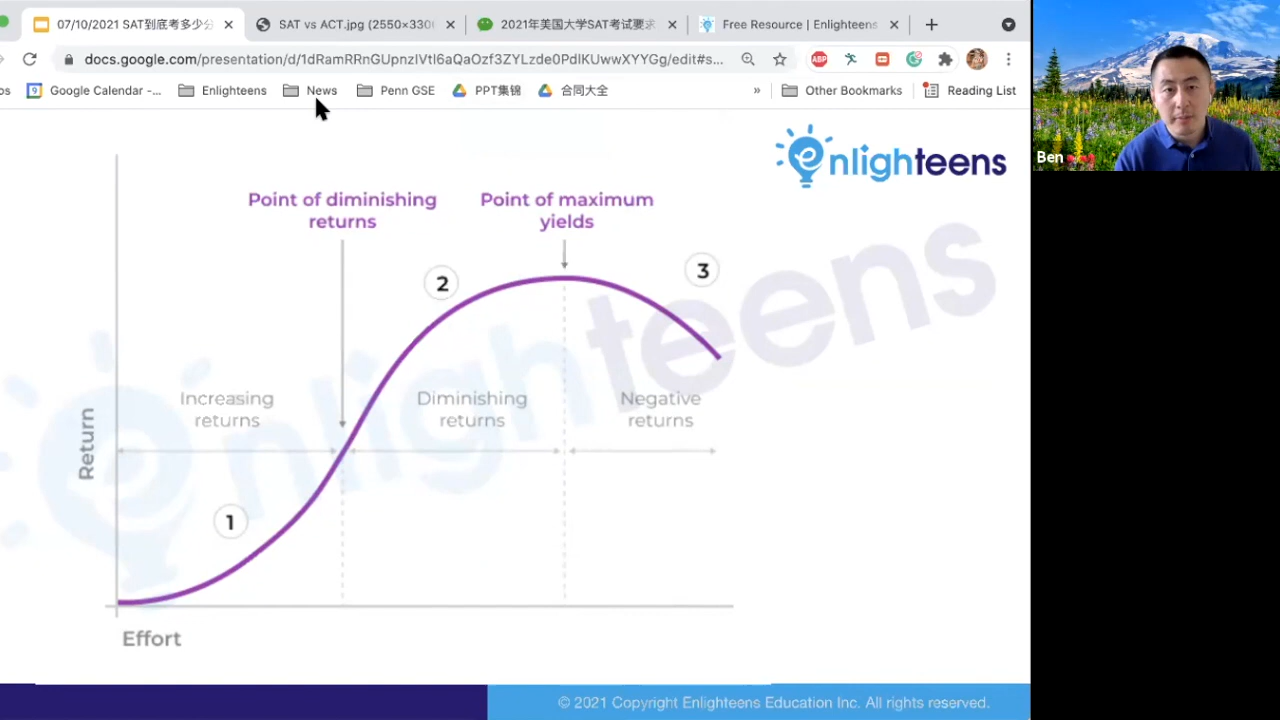 07/10/2021 SAT到底考多少分
SAT vs ACT.jpg (2550×330
2021年美国大学SAT考试要求
Free Resource | Enlighteens
docs.google.com/presentation/d/1dRamRRnGUpnzIVtl6aQaOzf3ZYLzde0PdlKUwwXYYGg/edit#s...
ABP
os
9
Google Calendar -...
Enlighteens
News
Penn GSE
PPT集锦
合同大全
»
Other Bookmarks
Reading List
enlighteens
Point of diminishing
returns
Point of maximum
yields
1
2
3
Increasing
returns
Diminishing
returns
Negative
returns
Return
Effort
enlighteens
© 2021 Copyright Enlighteens Education Inc. All rights reserved.
Ben